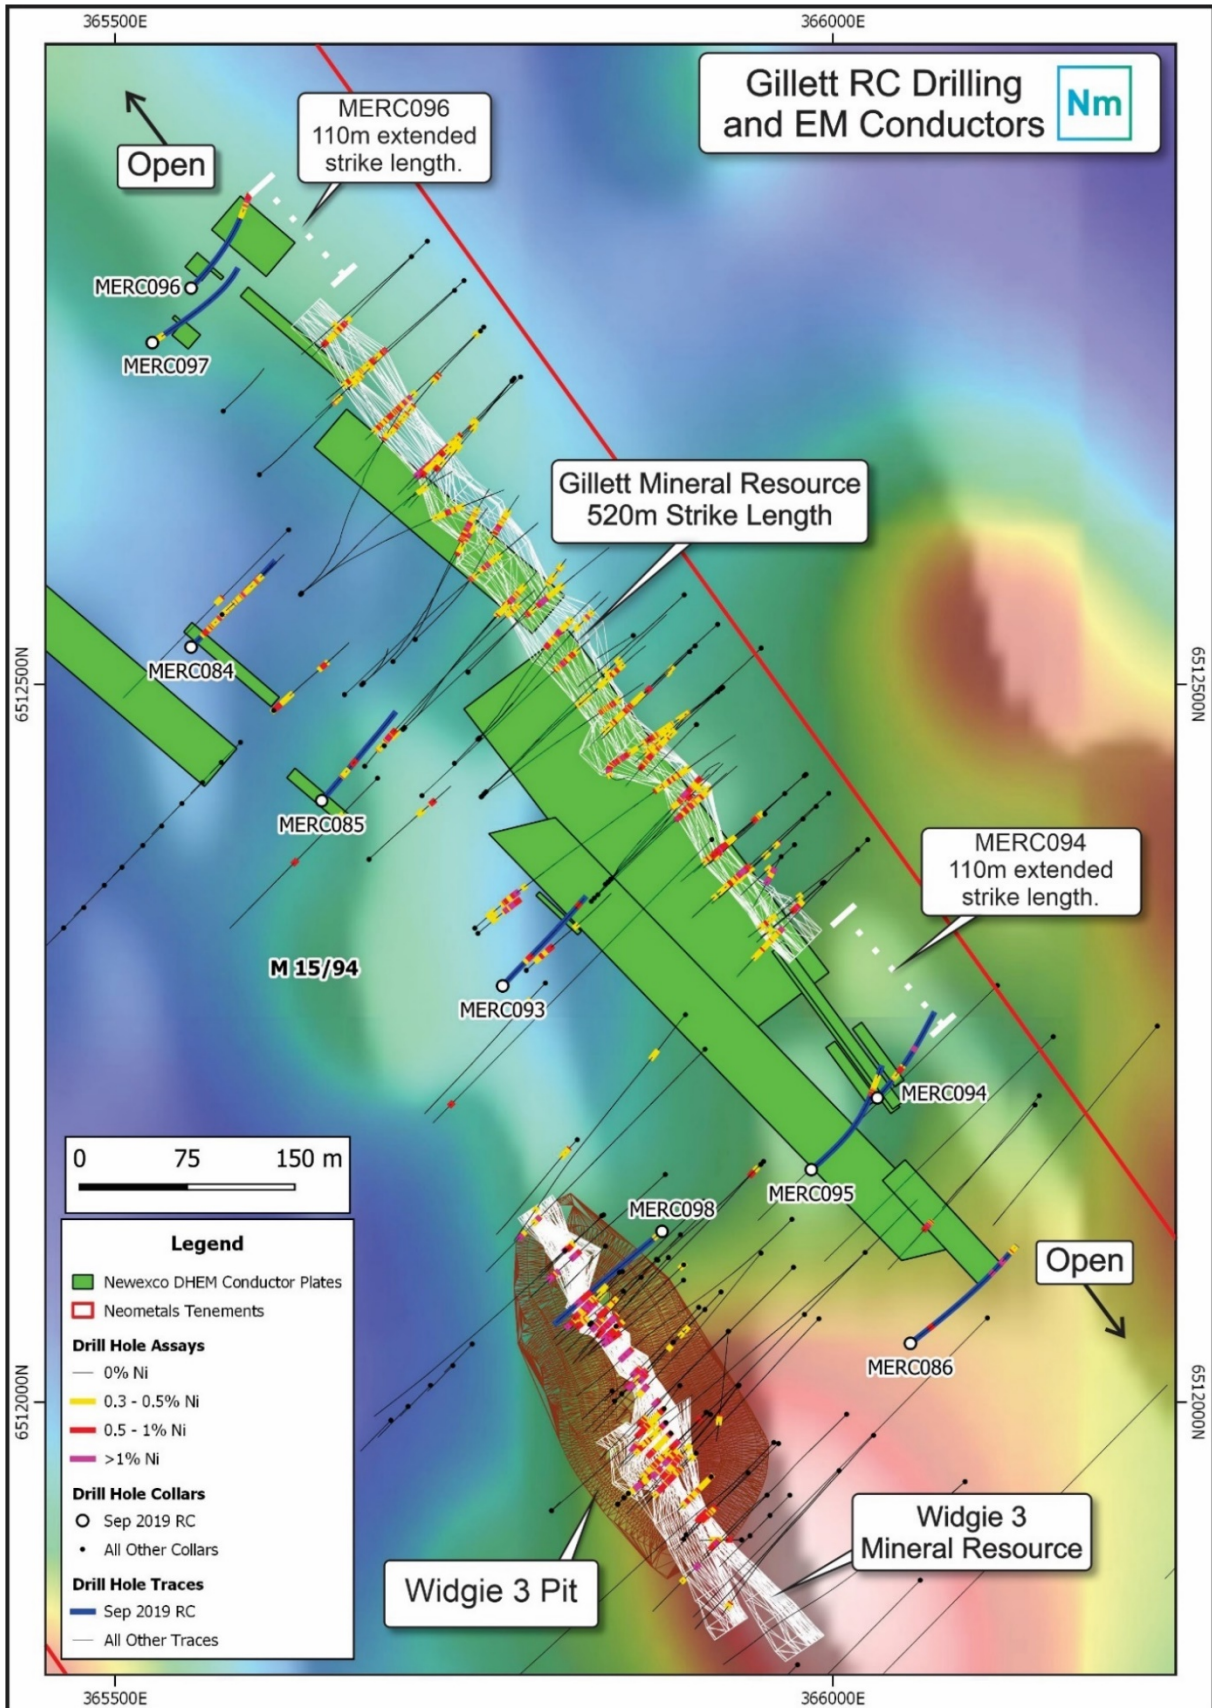 365500E
366000E
Gillett RC Drilling
and EM Conductors
Nm
MERC096
110m extended
strike length.
Open
MERC096
MERC097
Gillett Mineral Resource
520m Strike Length
MERC084
6512500N
6512500N
MERC085
MERC094
110m extended
strike length.
M 15/94
MERC093
MERC094
0 75 150 m
MERC095
MERC098
Open
MERC086
Legend
Newexco DHEM Conductor Plates
Neometals Tenements
Drill Hole Assays
0% Ni
0.3 - 0.5% Ni
0.5 - 1% Ni
>1% Ni
Drill Hole Collars
Sep 2019 RC
All Other Collars
Drill Hole Traces
Sep 2019 RC
All Other Traces
6512000N
6512000N
Widgie 3
Mineral Resource
Widgie 3 Pit
365500E
366000E